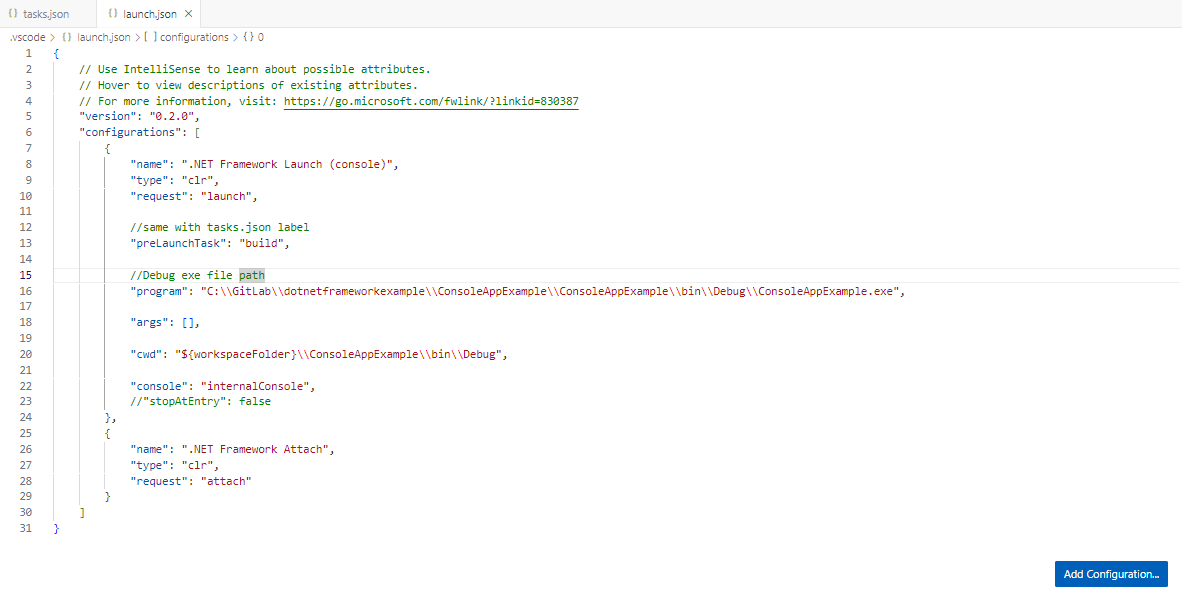 {} tasks.json {} launch.json ×
.vscode > {} launch.json > [ ] configurations > {} 0
1 {
2 // Use IntelliSense to learn about possible attributes.
3 // Hover to view descriptions of existing attributes.
4 // For more information, visit: https://go.microsoft.com/fwlink/?linkid=830387
5 "version": "0.2.0",
6 "configurations": [
7 {
8 "name": ".NET Framework Launch (console)",
9 "type": "clr",
10 "request": "launch",
11
12 //same with tasks.json label
13 "preLaunchTask": "build",
14
15 //Debug exe file path
16 "program": "C:\\GitLab\\dotnetframeworkexample\\ConsoleAppExample\\ConsoleAppExample\\bin\\Debug\\ConsoleAppExample.exe",
17
18 "args": [],
19
20 "cwd": "${workspaceFolder}\\ConsoleAppExample\\bin\\Debug",
21
22 "console": "internalConsole",
23 //"stopAtEntry": false
24 },
25 {
26 "name": ".NET Framework Attach",
27 "type": "clr",
28 "request": "attach"
29 }
30 ]
31 }
Add Configuration...